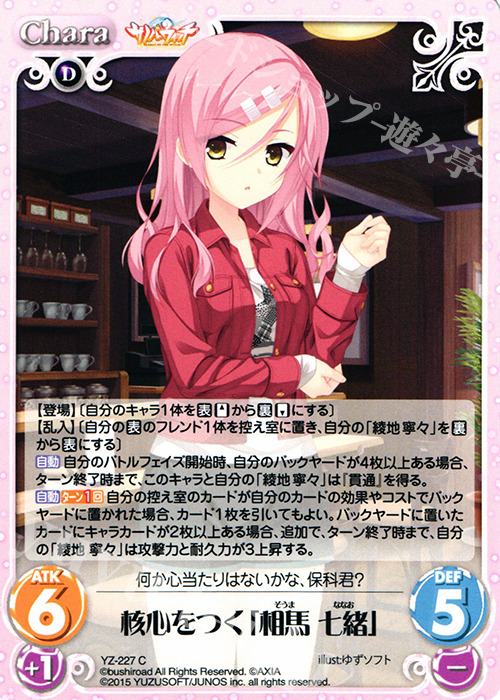 Chara
サノバウィッチ
D
プ-遊々亭
【登場】〔自分のキャラ1体を表から裏にする〕
【乱入】〔自分の表のフレンド1体を控え室に置き、自分の「綾地 寧々」を裏
から表にする〕
自動 自分のバトルフェイズ開始時、自分のバックヤードが4枚以上ある場合、
ターン終了時まで、このキャラと自分の「綾地 寧々」は『貫通』を得る。
自動 ターン1回 自分の控え室のカードが自分のカードの効果やコストでバック
ヤードに置かれた場合、カード1枚を引いてもよい。バックヤードに置いた
カードにキャラカードが2枚以上ある場合、追加で、ターン終了時まで、自分
の「綾地 寧々」は攻撃力と耐久力が3上昇する。
何か心当たりはないかな、保科君?
ATK
6
DEF
5
そうま ななお
核心をつく「相馬 七緒」
+1
−
YZ-227 C
illust:ゆずソフト
©bushiroad All Rights Reserved. ©AXIA
©2015 YUZUSOFT/JUNOS inc. all rights reserved.